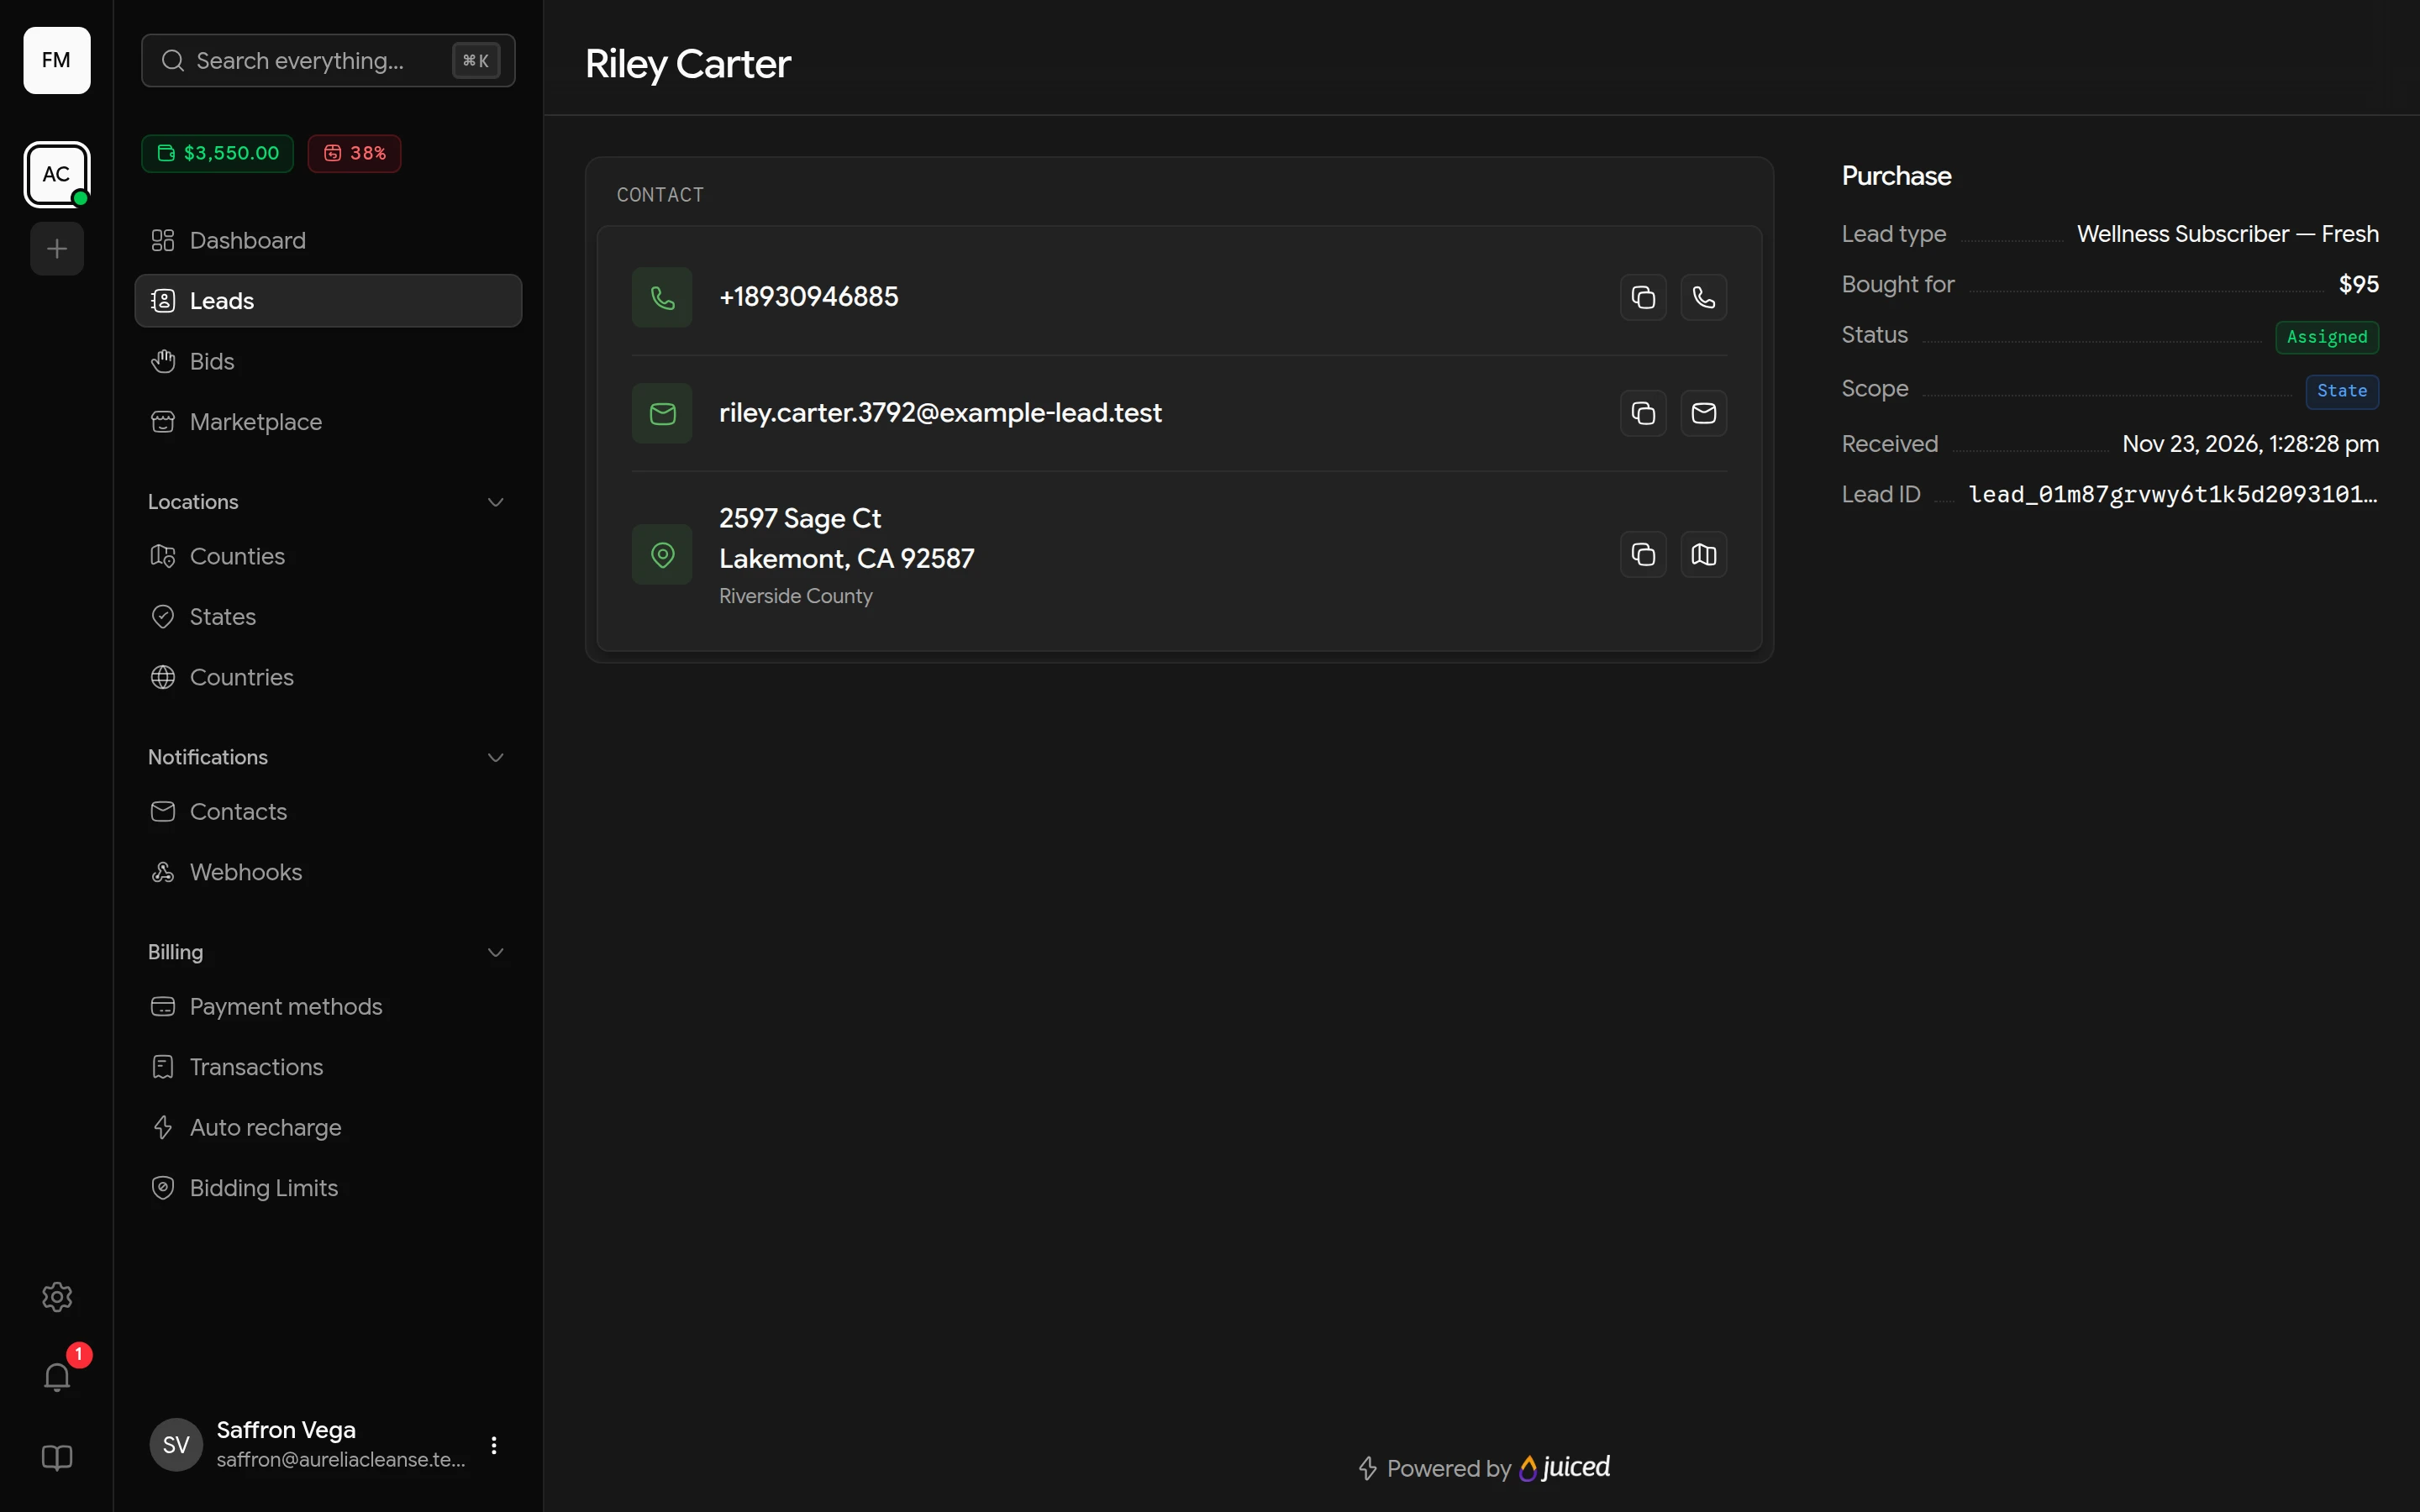 FM
AC
Search everything...
⌘K
$3,550.00
38%
Dashboard
Leads
Bids
Marketplace
Locations
Counties
States
Countries
Notifications
Contacts
Webhooks
Billing
Payment methods
Transactions
Auto recharge
Bidding Limits
1
SV
Saffron Vega
saffron@aureliacleanse.te...
Riley Carter
CONTACT
+18930946885
riley.carter.3792@example-lead.test
2597 Sage Ct
Lakemont, CA 92587
Riverside County
Purchase
Lead type Wellness Subscriber — Fresh
Bought for $95
Status Assigned
Scope State
Received Nov 23, 2026, 1:28:28 pm
Lead ID lead_01m87grvwy6t1k5d2093101...
Powered by juiced